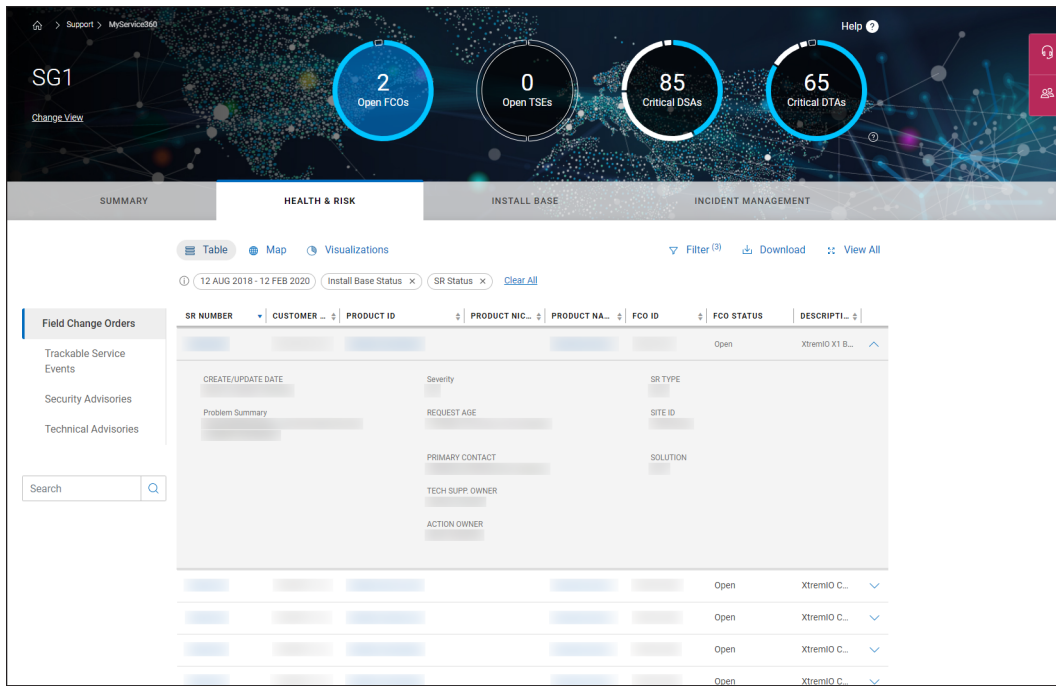 > Support > MyService360
Help ?
SG1
Change View
2
Open FCOs
0
Open TSEs
85
Critical DSAs
65
Critical DTAs
?
SUMMARY
HEALTH & RISK
INSTALL BASE
INCIDENT MANAGEMENT
Table
Map
Visualizations
Filter (3)
Download
View All
12 AUG 2018 - 12 FEB 2020
Install Base Status ×
SR Status ×
Clear All
Field Change Orders
Trackable Service
Events
Security Advisories
Technical Advisories
Search
SR NUMBER CUSTOMER ... PRODUCT ID PRODUCT NIC... PRODUCT NA... FCO ID FCO STATUS DESCRIPTI...
Open XtremIO X1 B...
CREATE/UPDATE DATE Severity SR TYPE
Problem Summary REQUEST AGE SITE ID
PRIMARY CONTACT SOLUTION
TECH SUPP. OWNER
ACTION OWNER
Open XtremIO C...
Open XtremIO C...
Open XtremIO C...
Open XtremIO C...